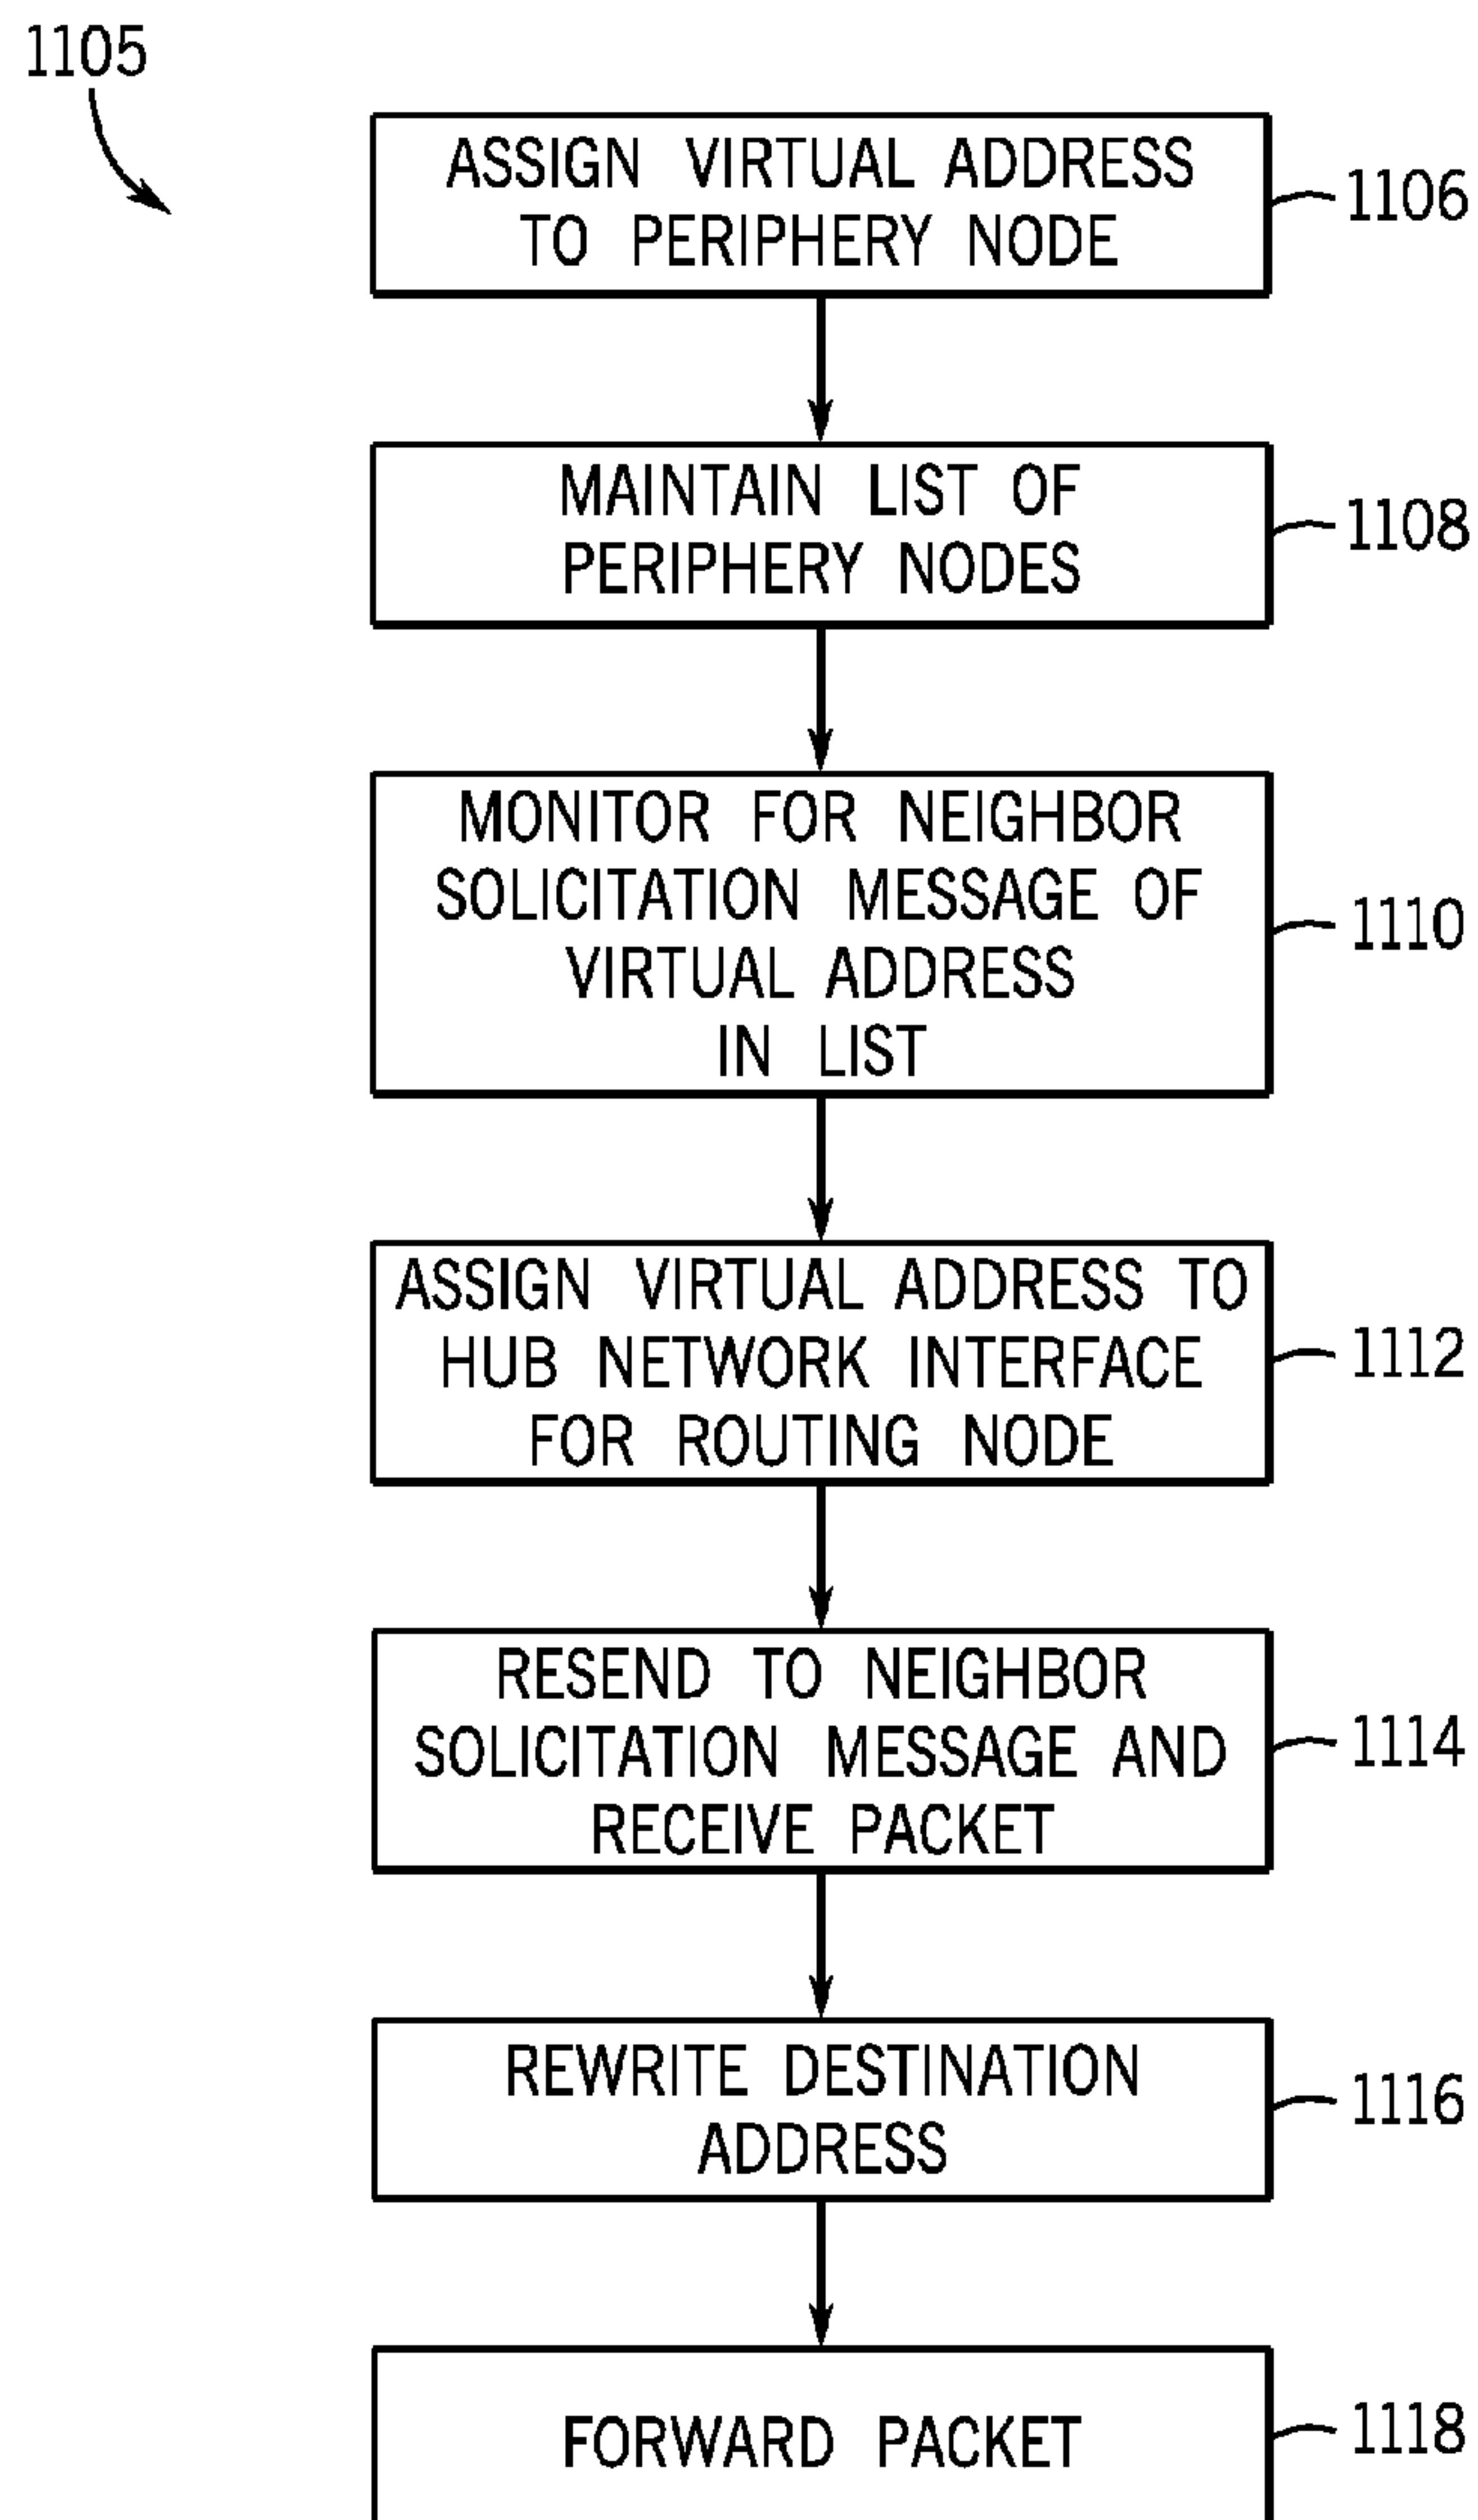 1105
ASSIGN VIRTUAL ADDRESS
TO PERIPHERY NODE
1106
MAINTAIN LIST OF
PERIPHERY NODES
1108
MONITOR FOR NEIGHBOR
SOLICITATION MESSAGE OF
VIRTUAL ADDRESS
IN LIST
1110
ASSIGN VIRTUAL ADDRESS TO
HUB NETWORK INTERFACE
FOR ROUTING NODE
1112
RESEND TO NEIGHBOR
SOLICITATION MESSAGE AND
RECEIVE PACKET
1114
REWRITE DESTINATION
ADDRESS
1116
FORWARD PACKET
1118